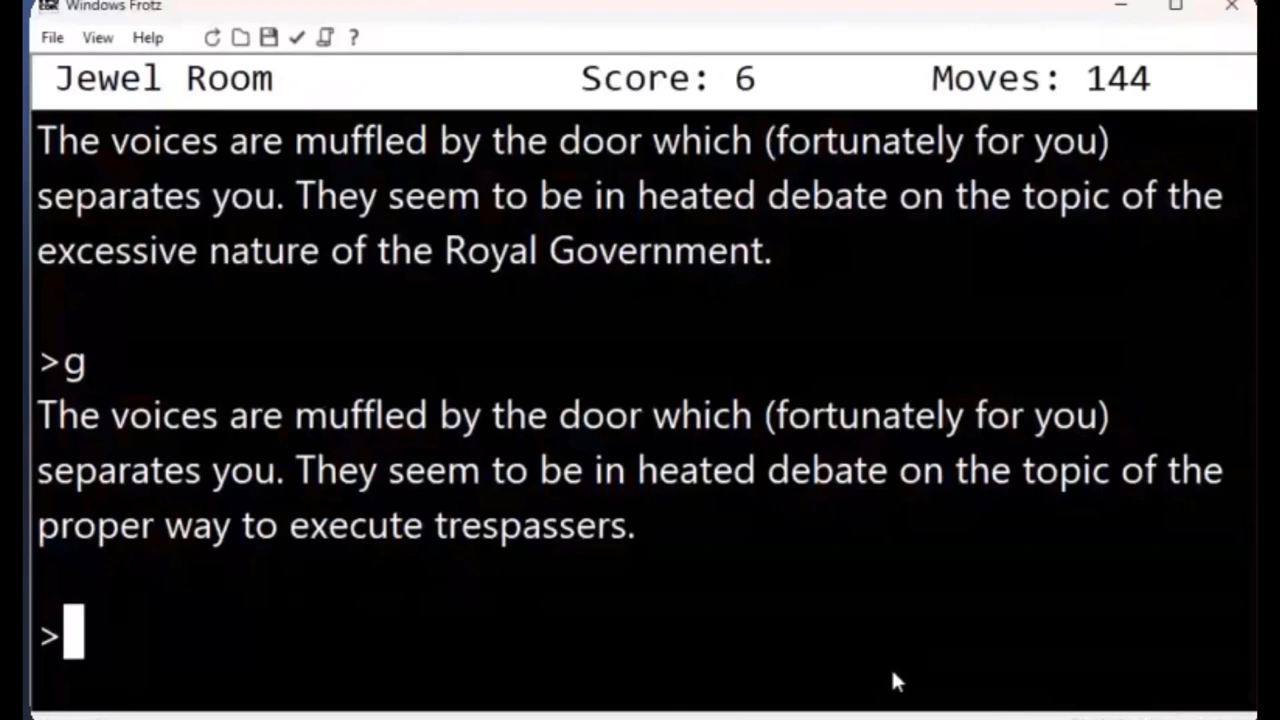 Windows Frotz
File View Help ?
Jewel Room Score: 6 Moves: 144
The voices are muffled by the door which (fortunately for you)
separates you. They seem to be in heated debate on the topic of the
excessive nature of the Royal Government.
>g
The voices are muffled by the door which (fortunately for you)
separates you. They seem to be in heated debate on the topic of the
proper way to execute trespassers.
>